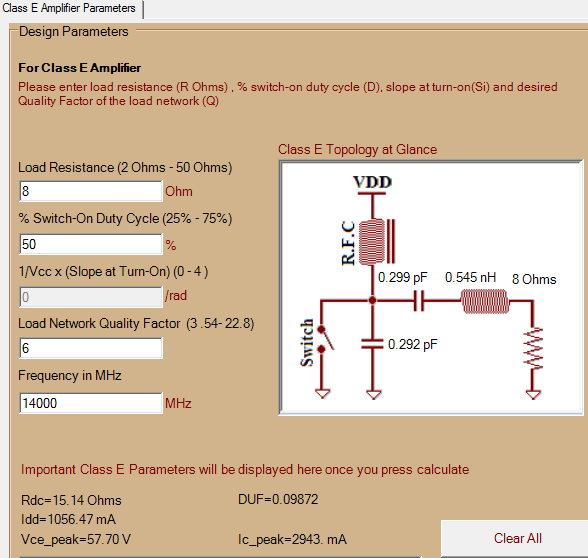 Class E Amplifier Parameters
Design Parameters
For Class E Amplifier
Please enter load resistance (R Ohms) , % switch-on duty cycle (D), slope at turn-on(Si) and desired
Quality Factor of the load network (Q)
Class E Topology at Glance
Load Resistance (2 Ohms - 50 Ohms)
8 Ohm
% Switch-On Duty Cycle (25% - 75%)
50 %
1/Vcc x (Slope at Turn-On) (0 - 4 )
0 /rad
Load Network Quality Factor (3 .54- 22.8)
6
Frequency in MHz
14000 MHz
VDD
R.F.C
0.299 pF 0.545 nH 8 Ohms
Switch
0.292 pF
Important Class E Parameters will be displayed here once you press calculate
Rdc=15.14 Ohms DUF=0.09872
Idd=1056.47 mA
Vce_peak=57.70 V Ic_peak=2943. mA
Clear All